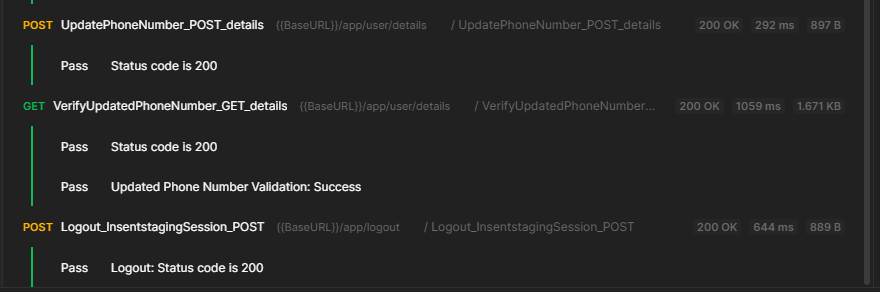 POST UpdatePhoneNumber_POST_details {{BaseURL}}/app/user/details / UpdatePhoneNumber_POST_details 200 OK 292 ms 897 B
Pass Status code is 200
GET VerifyUpdatedPhoneNumber_GET_details {{BaseURL}}/app/user/details / VerifyUpdatedPhoneNumber... 200 OK 1059 ms 1.671 KB
Pass Status code is 200
Pass Updated Phone Number Validation: Success
POST Logout_InsentstagingSession_POST {{BaseURL}}/app/logout / Logout_InsentstagingSession_POST 200 OK 644 ms 889 B
Pass Logout: Status code is 200